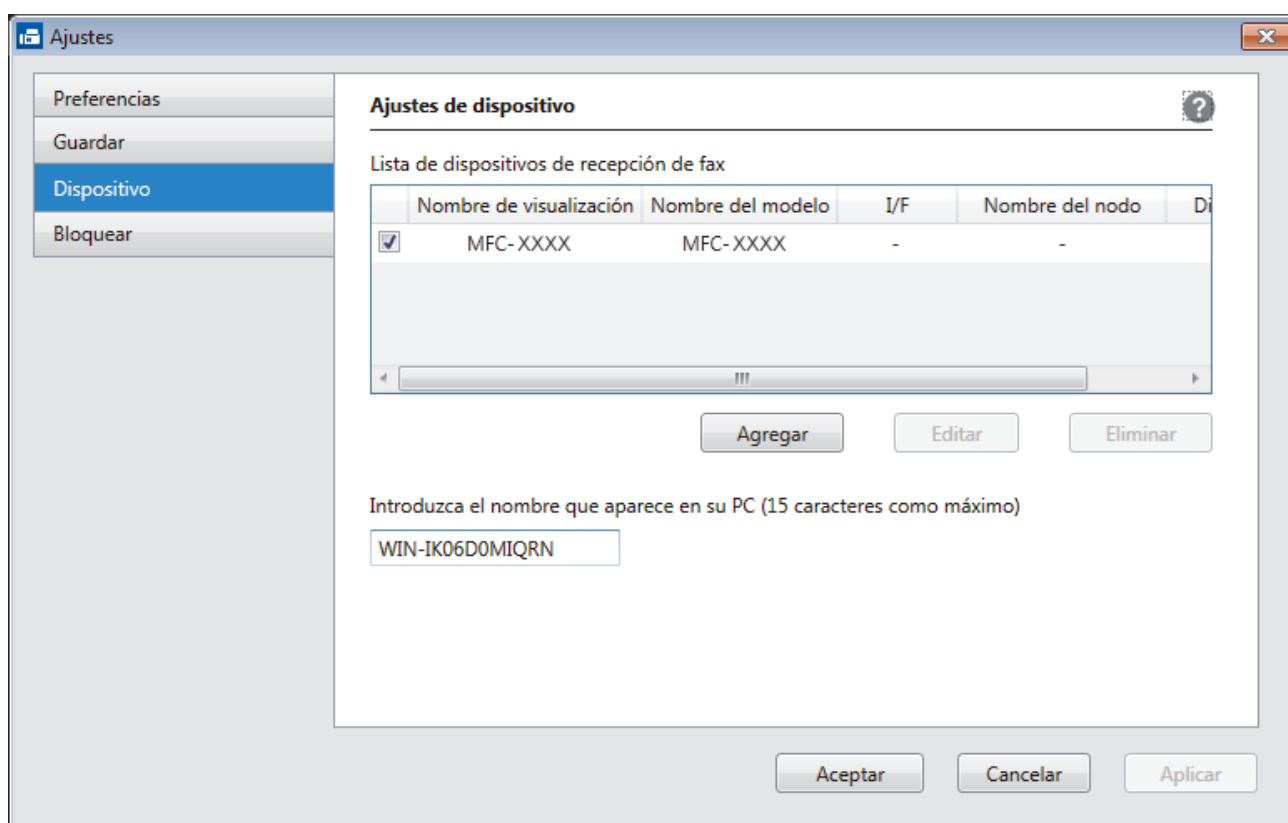 Ajustes
Preferencias
Guardar
Dispositivo
Bloquear
Ajustes de dispositivo
?
Lista de dispositivos de recepción de fax
Nombre de visualización Nombre del modelo I/F Nombre del nodo Di
MFC-XXXX MFC-XXXX - -
Agregar Editar Eliminar
Introduzca el nombre que aparece en su PC (15 caracteres como máximo)
WIN-IK06D0MIQRN
Aceptar Cancelar Aplicar